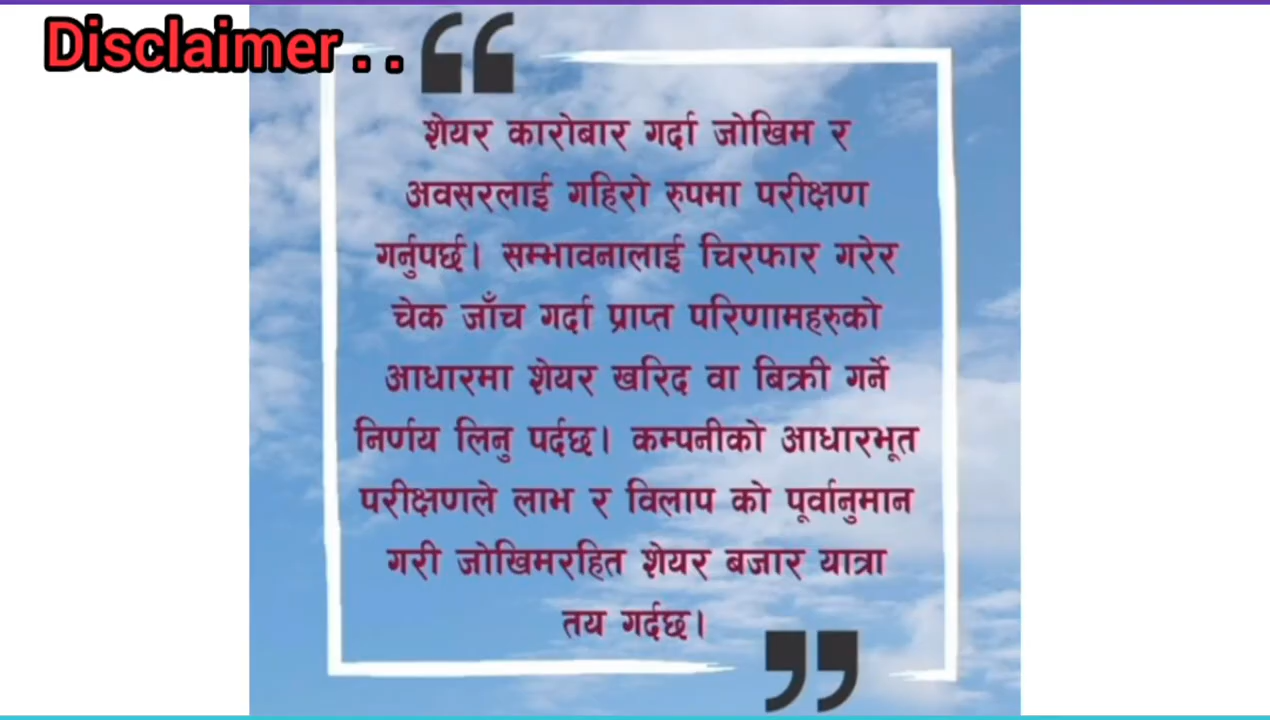 Disclaimer . .
“
शेयर कारोबार गर्दा जोखिम र
अवसरलाई गहिरो रुपमा परीक्षण
गर्नुपर्छ। सम्भावनालाई चिरफार गरेर
चेक जाँच गर्दा प्राप्त परिणामहरुको
आधारमा शेयर खरिद वा बिक्री गर्ने
निर्णय लिनु पर्दछ। कम्पनीको आधारभूत
परीक्षणले लाभ र विलाप को पूर्वानुमान
गरी जोखिमरहित शेयर बजार यात्रा
तय गर्दछ।
”